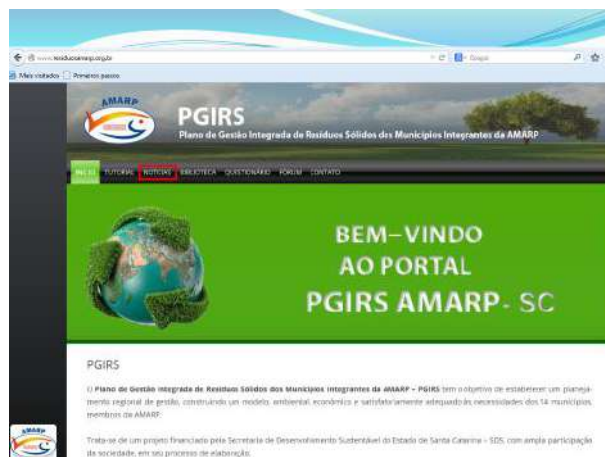 www.residuosamarp.org.br
Google
Mais visitados Primeiros passos
AMARP
PGIRS
Plano de Gestão Integrada de Resíduos Sólidos dos Municípios Integrantes da AMARP
INÍCIO TUTORIAL NOTÍCIAS BIBLIOTECA QUESTIONÁRIO FÓRUM CONTATO
BEM-VINDO
AO PORTAL
PGIRS AMARP- SC
PGIRS
O Plano de Gestão Integrada de Resíduos Sólidos dos Municípios Integrantes da AMARP – PGIRS tem o objetivo de estabelecer um planeja-
mento regional de gestão, construindo um modelo, ambiental, econômico e satisfatoriamente adequado às necessidades dos 14 municípios,
membros da AMARP.
Trata-se de um projeto financiado pela Secretaria de Desenvolvimento Sustentável do Estado de Santa Catarina – SDS, com ampla participação
da sociedade, em seu processo de elaboração.
AMARP